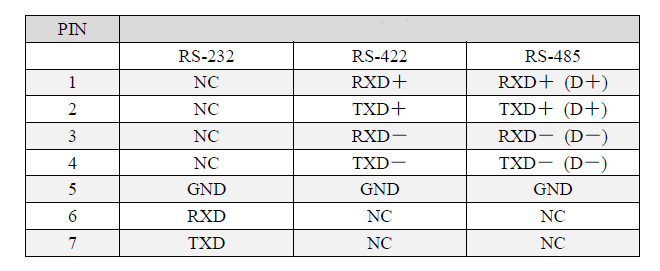 PIN
RS-232 RS-422 RS-485
1 NC RXD＋ RXD＋ (D＋)
2 NC TXD＋ TXD＋ (D＋)
3 NC RXD－ RXD－ (D－)
4 NC TXD－ TXD－ (D－)
5 GND GND GND
6 RXD NC NC
7 TXD NC NC